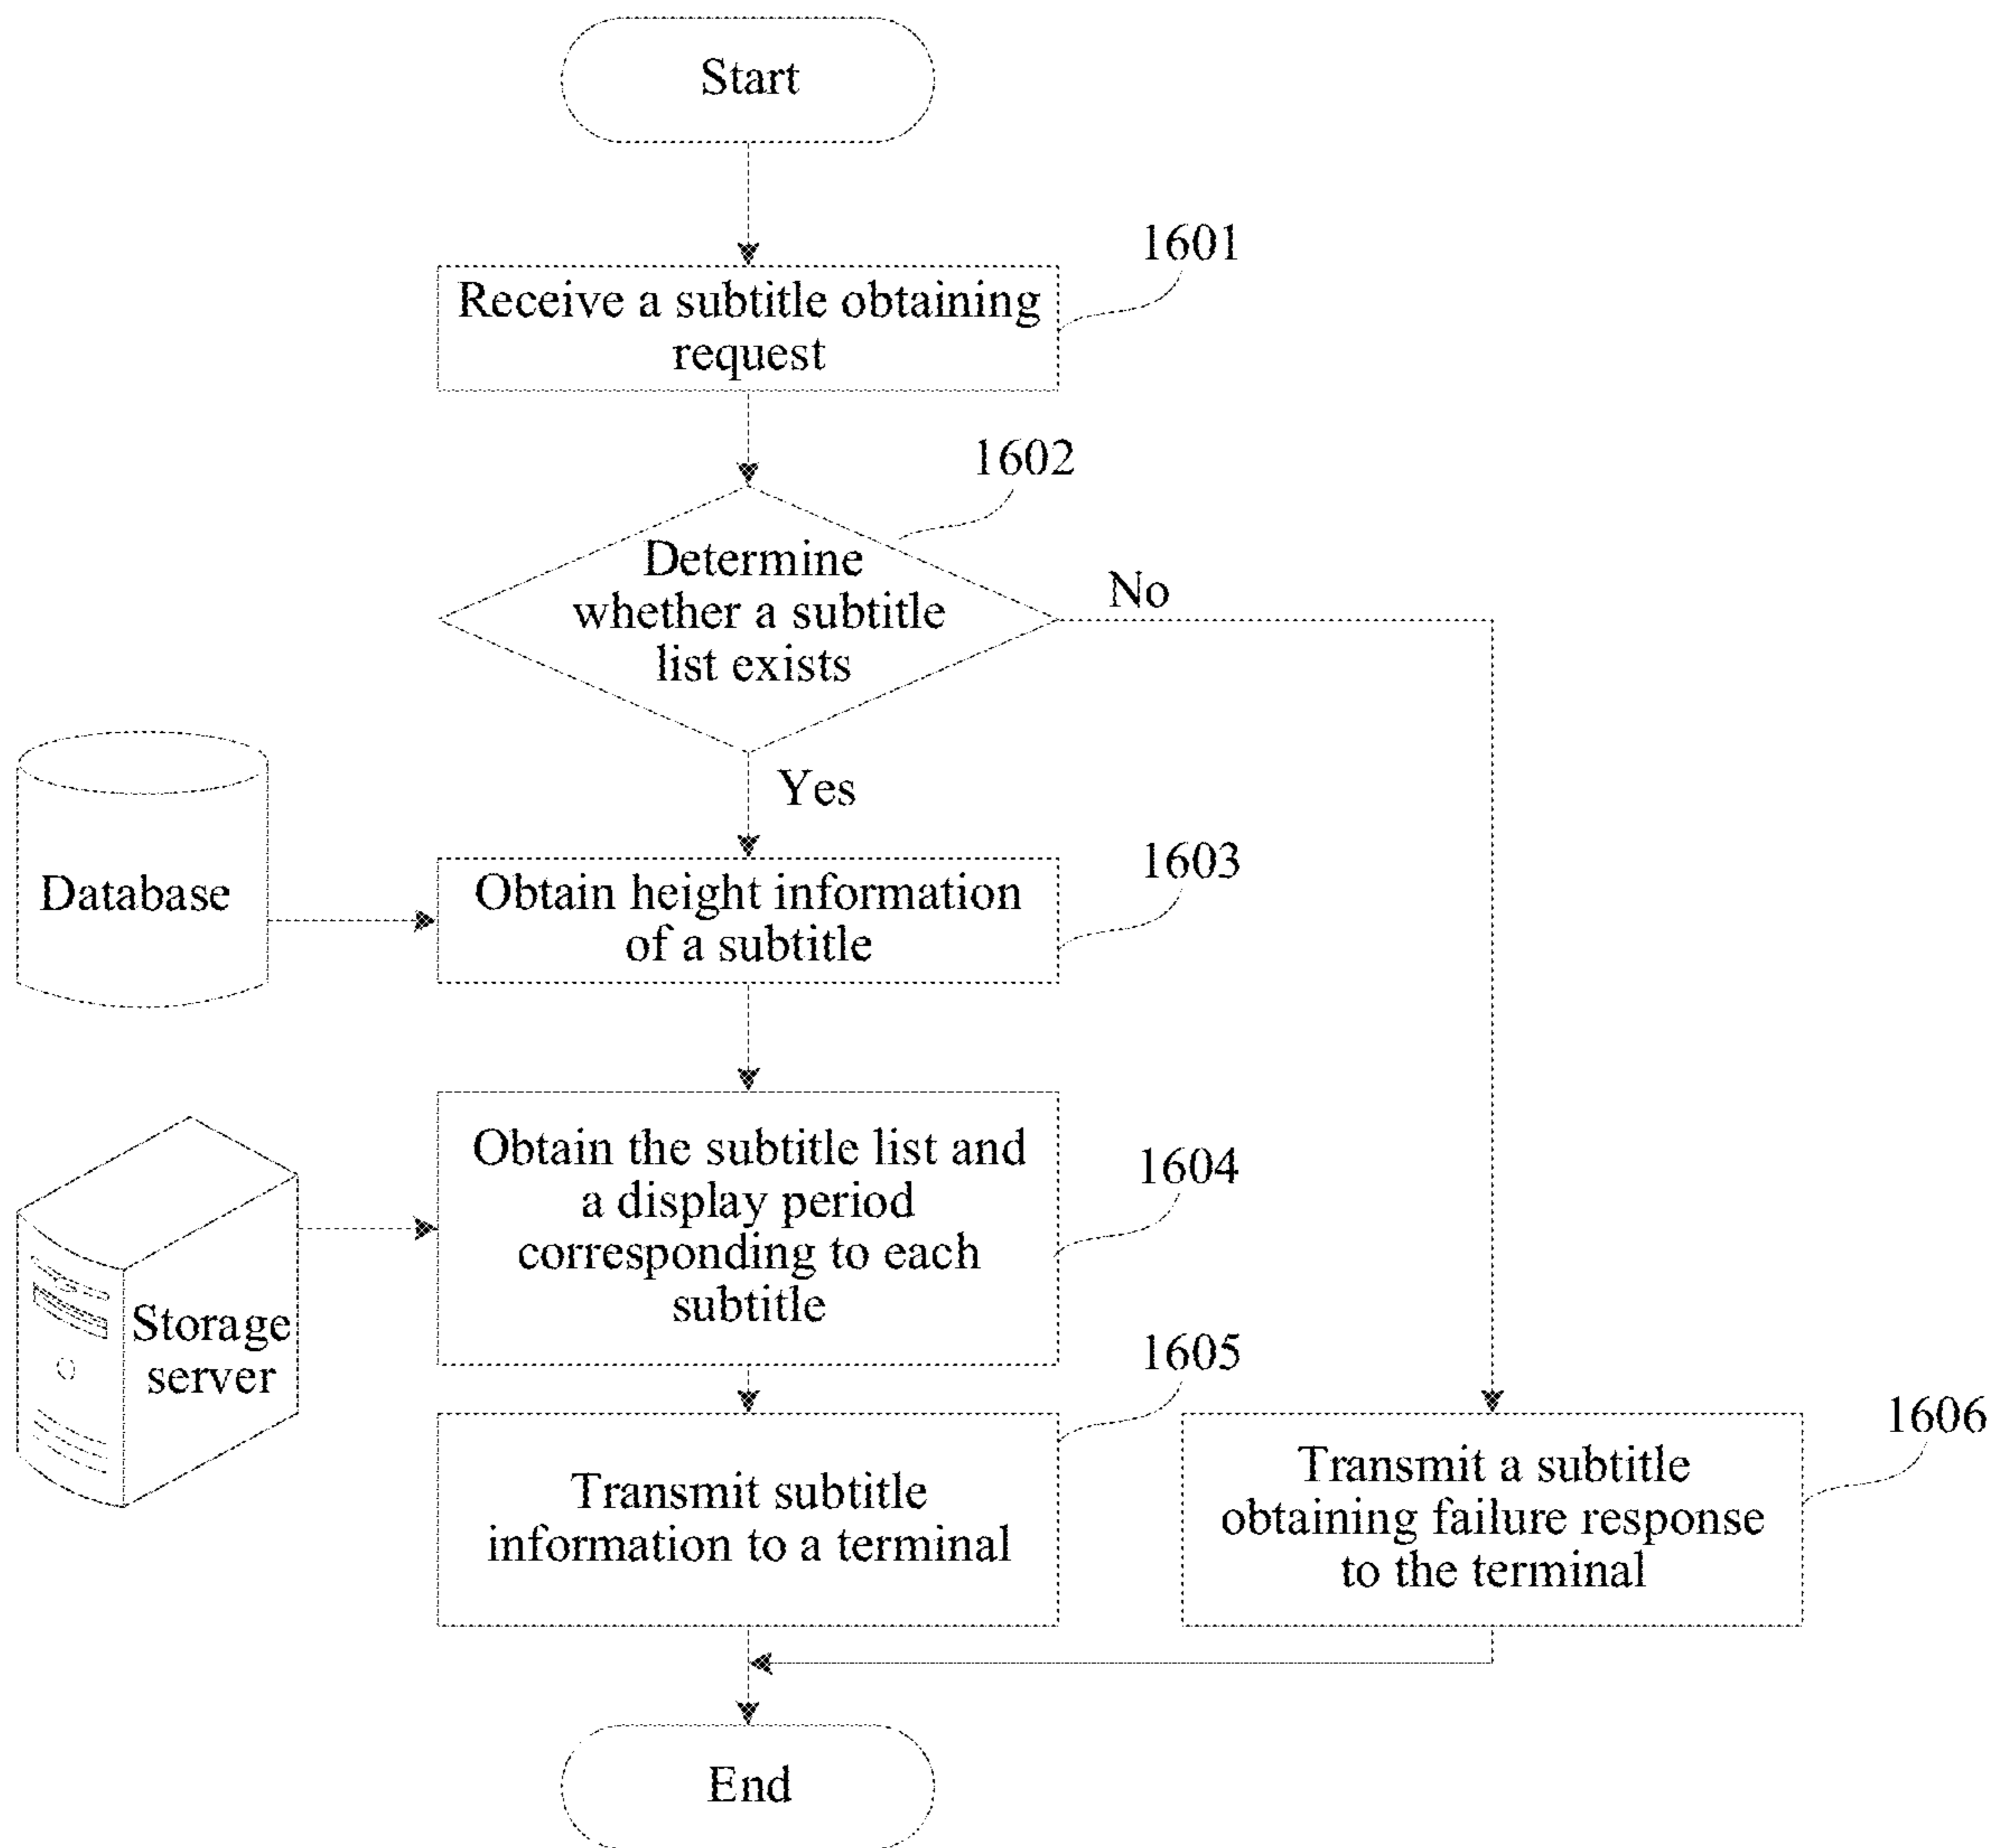 Start
1601
Receive a subtitle obtaining
request
1602
Determine
whether a subtitle
list exists
No
Yes
Database
1603
Obtain height information
of a subtitle
Storage
server
1604
Obtain the subtitle list and
a display period
corresponding to each
subtitle
1605
Transmit subtitle
information to a terminal
1606
Transmit a subtitle
obtaining failure response
to the terminal
End